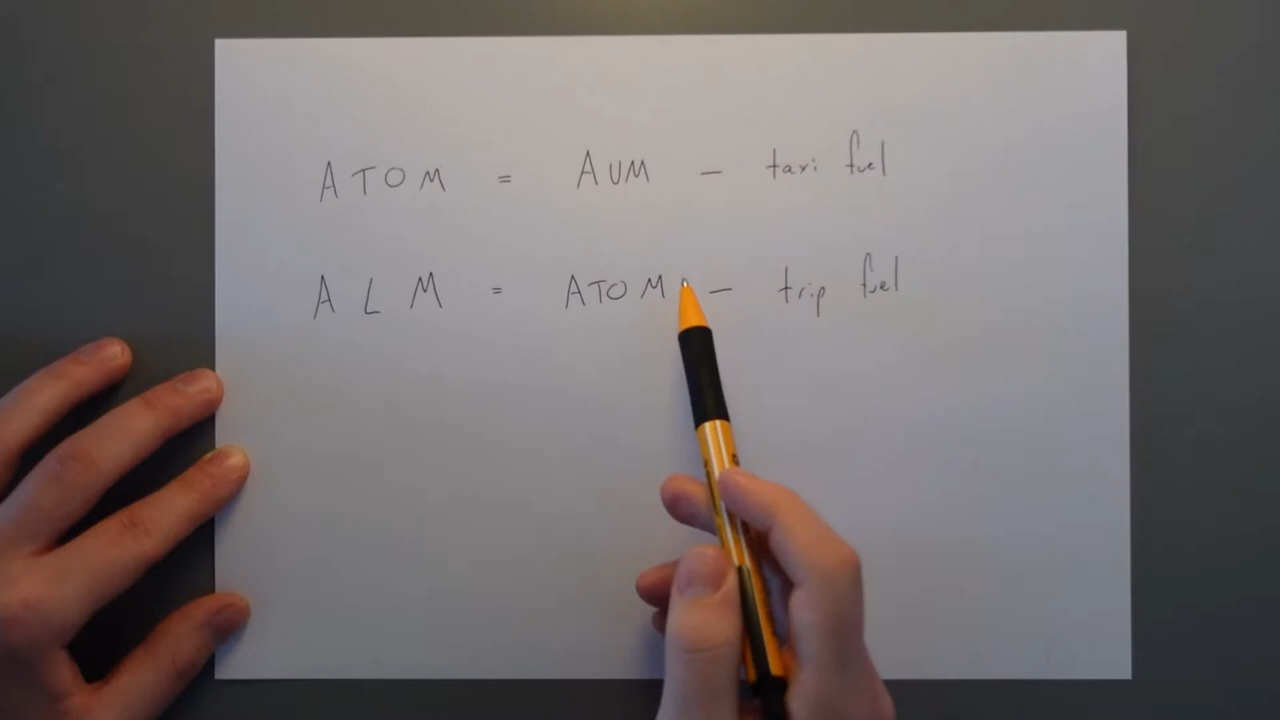 ATOM = AUM - taxi fuel
ALM = ATOM - trip fuel